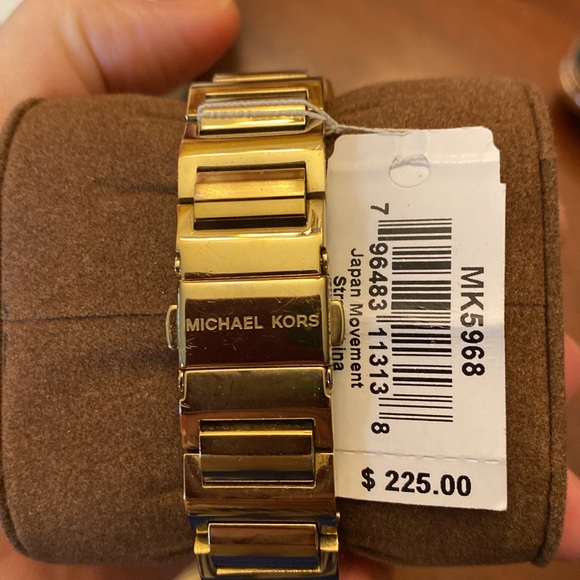 MICHAEL KORS
MK5968
7 96483 11313 8
Japan Movement
$ 225.00